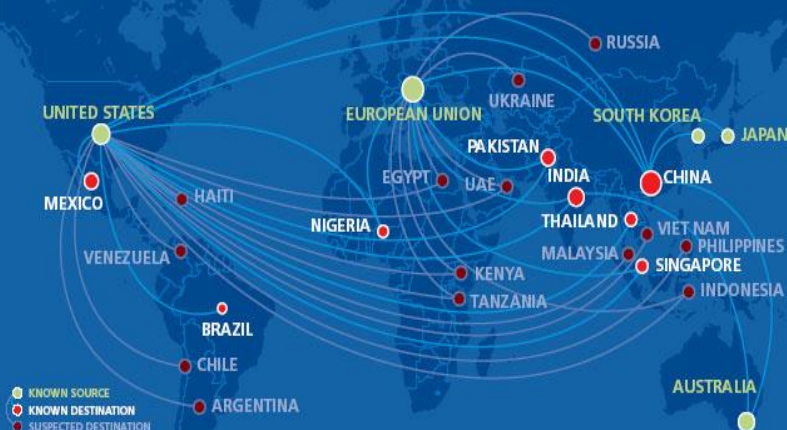 RUSSIA
UKRAINE
UNITED STATES
EUROPEAN UNION
SOUTH KOREA
JAPAN
PAKISTAN
INDIA
CHINA
EGYPT
UAE
MEXICO
HAITI
NIGERIA
THAILAND
VIET NAM
PHILIPPINES
MALAYSIA
VENEZUELA
SINGAPORE
KENYA
INDONESIA
TANZANIA
BRAZIL
CHILE
AUSTRALIA
ARGENTINA
KNOWN SOURCE
KNOWN DESTINATION
SUSPECTED DESTINATION